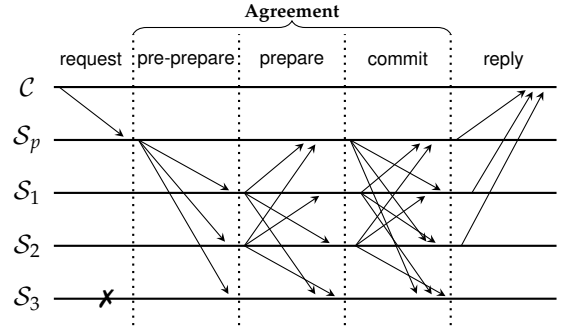 Agreement
request pre-prepare prepare commit reply
C
Sp
S1
S2
S3 ✗